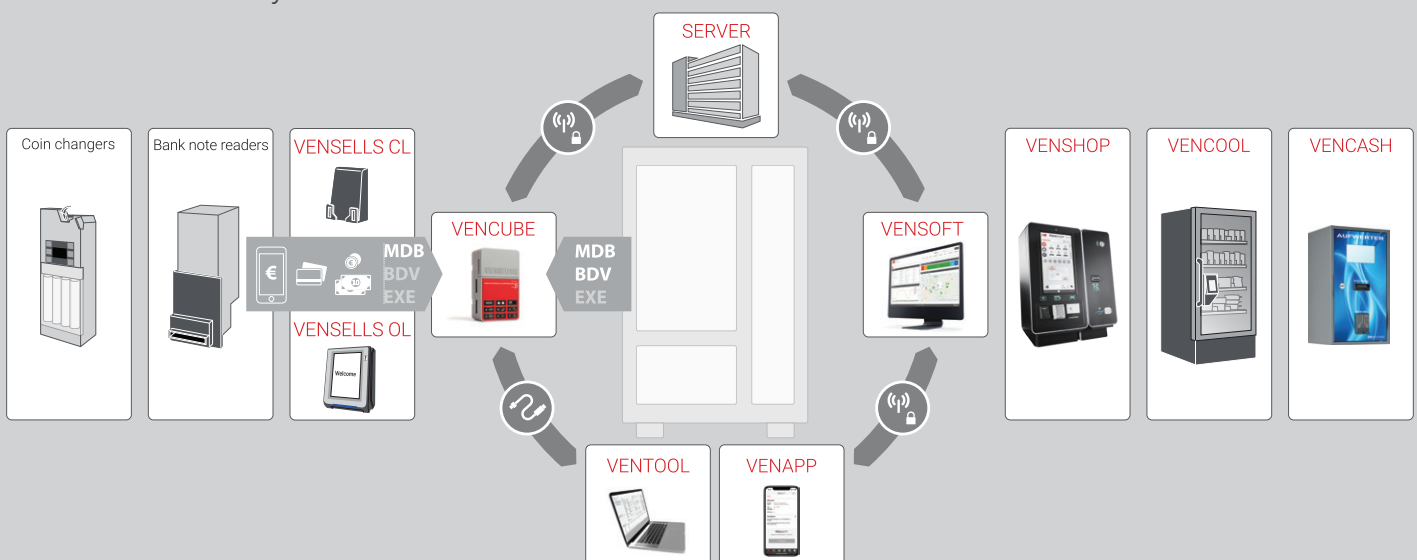 SERVER
Coin changers
Bank note readers
VENSELLS CL
VENSHOP
VENCOOL
VENCASH
VENCUBE
VENSOFT
MDB
BDV
EXE
MDB
BDV
EXE
€
€
10
AUFWERTER
VENSELLS OL
Welcome
VENTOOL
VENAPP